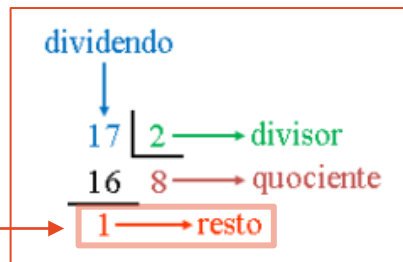 dividendo
17 2 divisor
16 8 quociente
1 resto